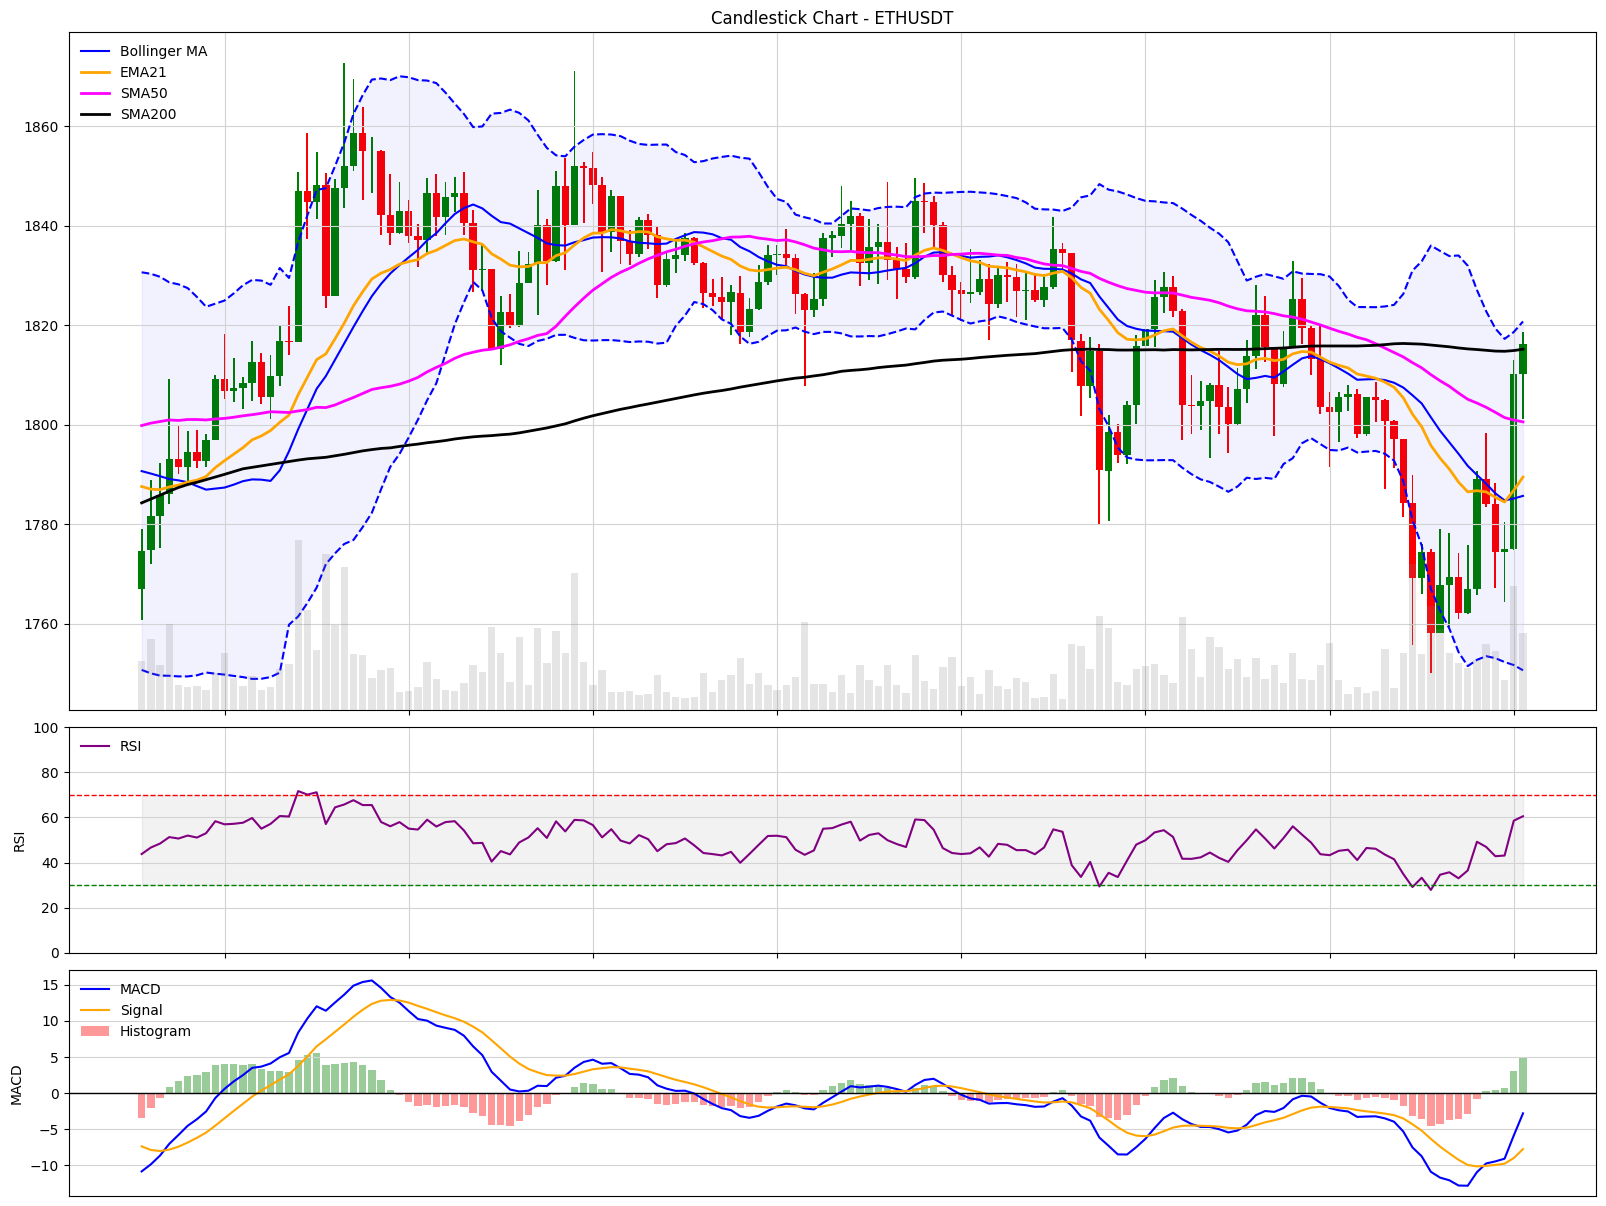 Candlestick Chart - ETHUSDT
Bollinger MA
EMA21
SMA50
SMA200
1860
1840
1820
1800
1780
1760
100
80
60
40
20
0
RSI
RSI
15
10
5
0
−5
−10
MACD
MACD
Signal
Histogram